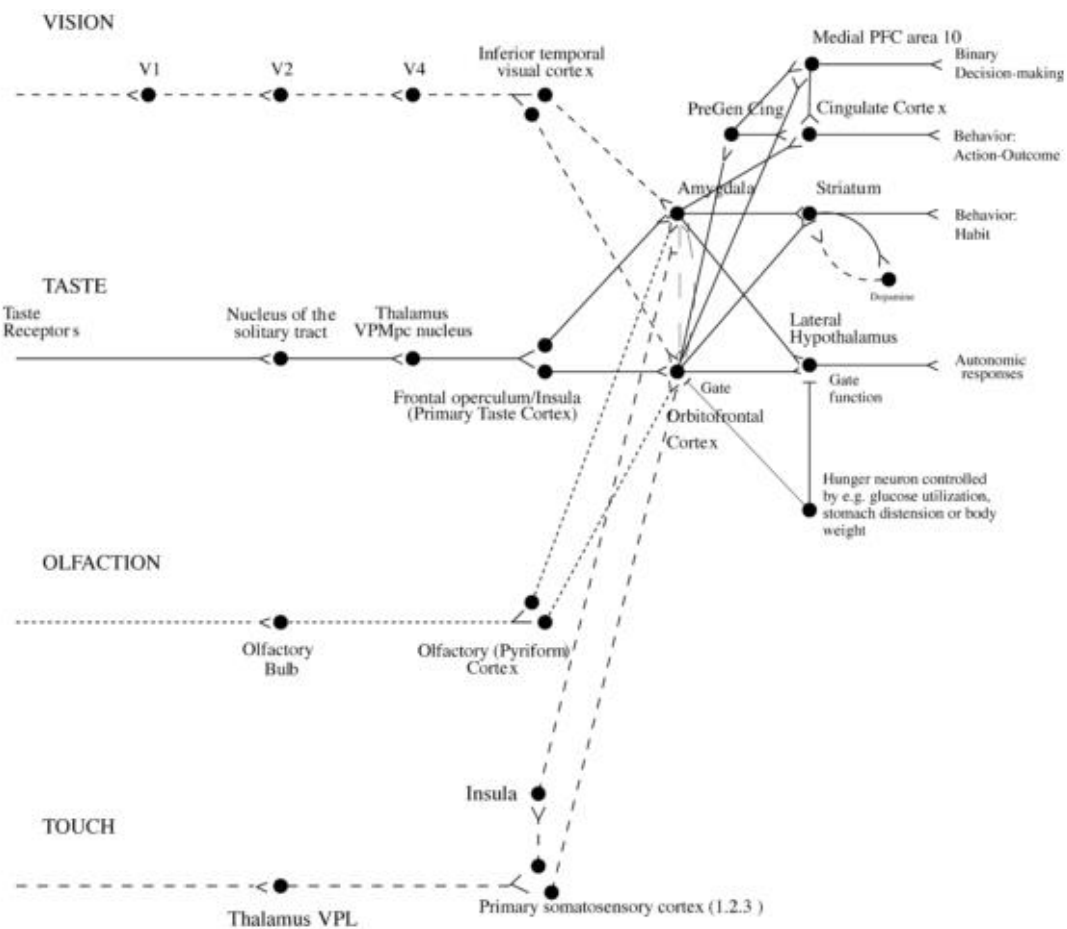 VISION
V1
V2
V4
Inferior temporal
visual cortex
Medial PFC area 10
Binary
Decision-making
PreGen Cing
Cingulate Cortex
Behavior:
Action-Outcome
Amygdala
Striatum
Behavior:
Habit
Dopamine
TASTE
Taste
Receptors
Nucleus of the
solitary tract
Thalamus
VPMpc nucleus
Frontal operculum/Insula
(Primary Taste Cortex)
Lateral
Hypothalamus
Autonomic
responses
Gate
Gate
function
Orbitofrontal
Cortex
Hunger neuron controlled
by e.g. glucose utilization,
stomach distension or body
weight
OLFACTION
Olfactory
Bulb
Olfactory (Pyriform)
Cortex
Insula
TOUCH
Thalamus VPL
Primary somatosensory cortex (1.2.3 )